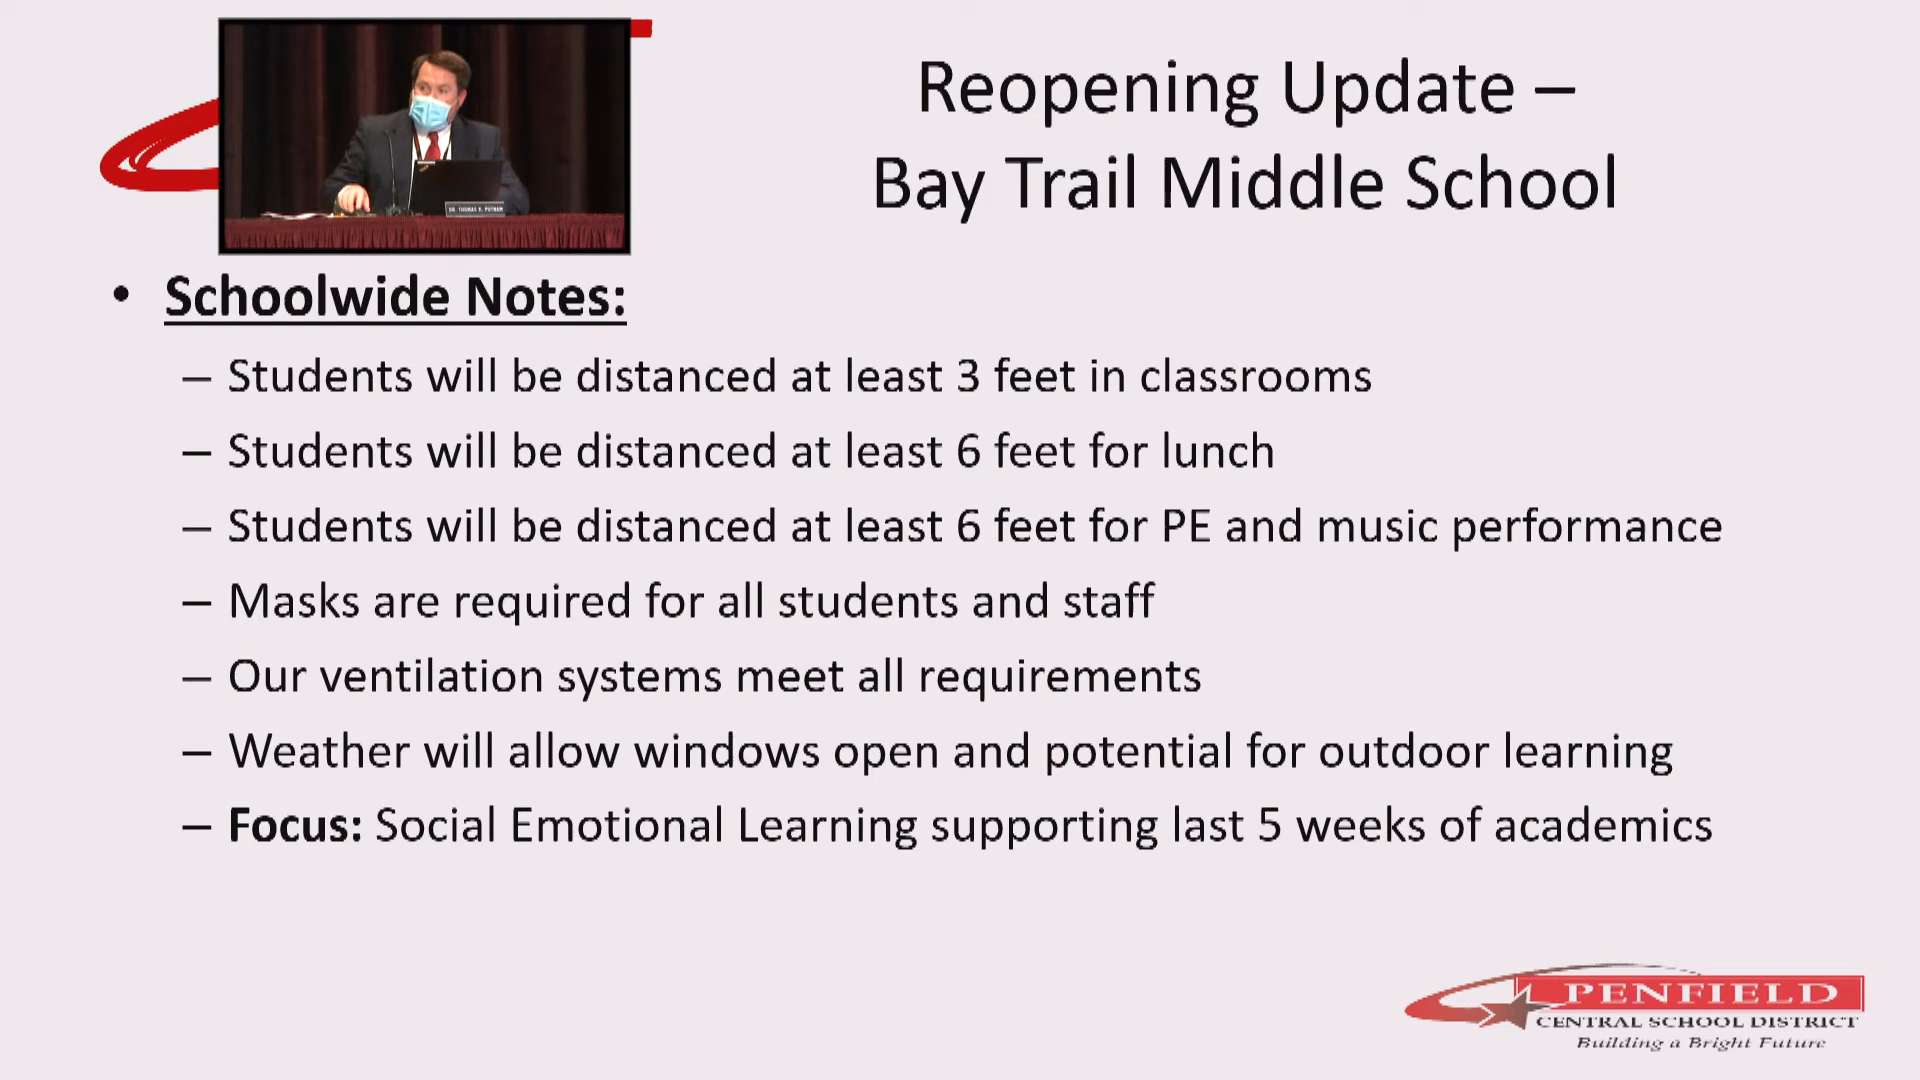 Reopening Update –
Bay Trail Middle School
DR. THOMAS K. PUTNAM
• Schoolwide Notes:
– Students will be distanced at least 3 feet in classrooms
– Students will be distanced at least 6 feet for lunch
– Students will be distanced at least 6 feet for PE and music performance
– Masks are required for all students and staff
– Our ventilation systems meet all requirements
– Weather will allow windows open and potential for outdoor learning
– Focus: Social Emotional Learning supporting last 5 weeks of academics
PENFIELD
CENTRAL SCHOOL DISTRICT
Building a Bright Future